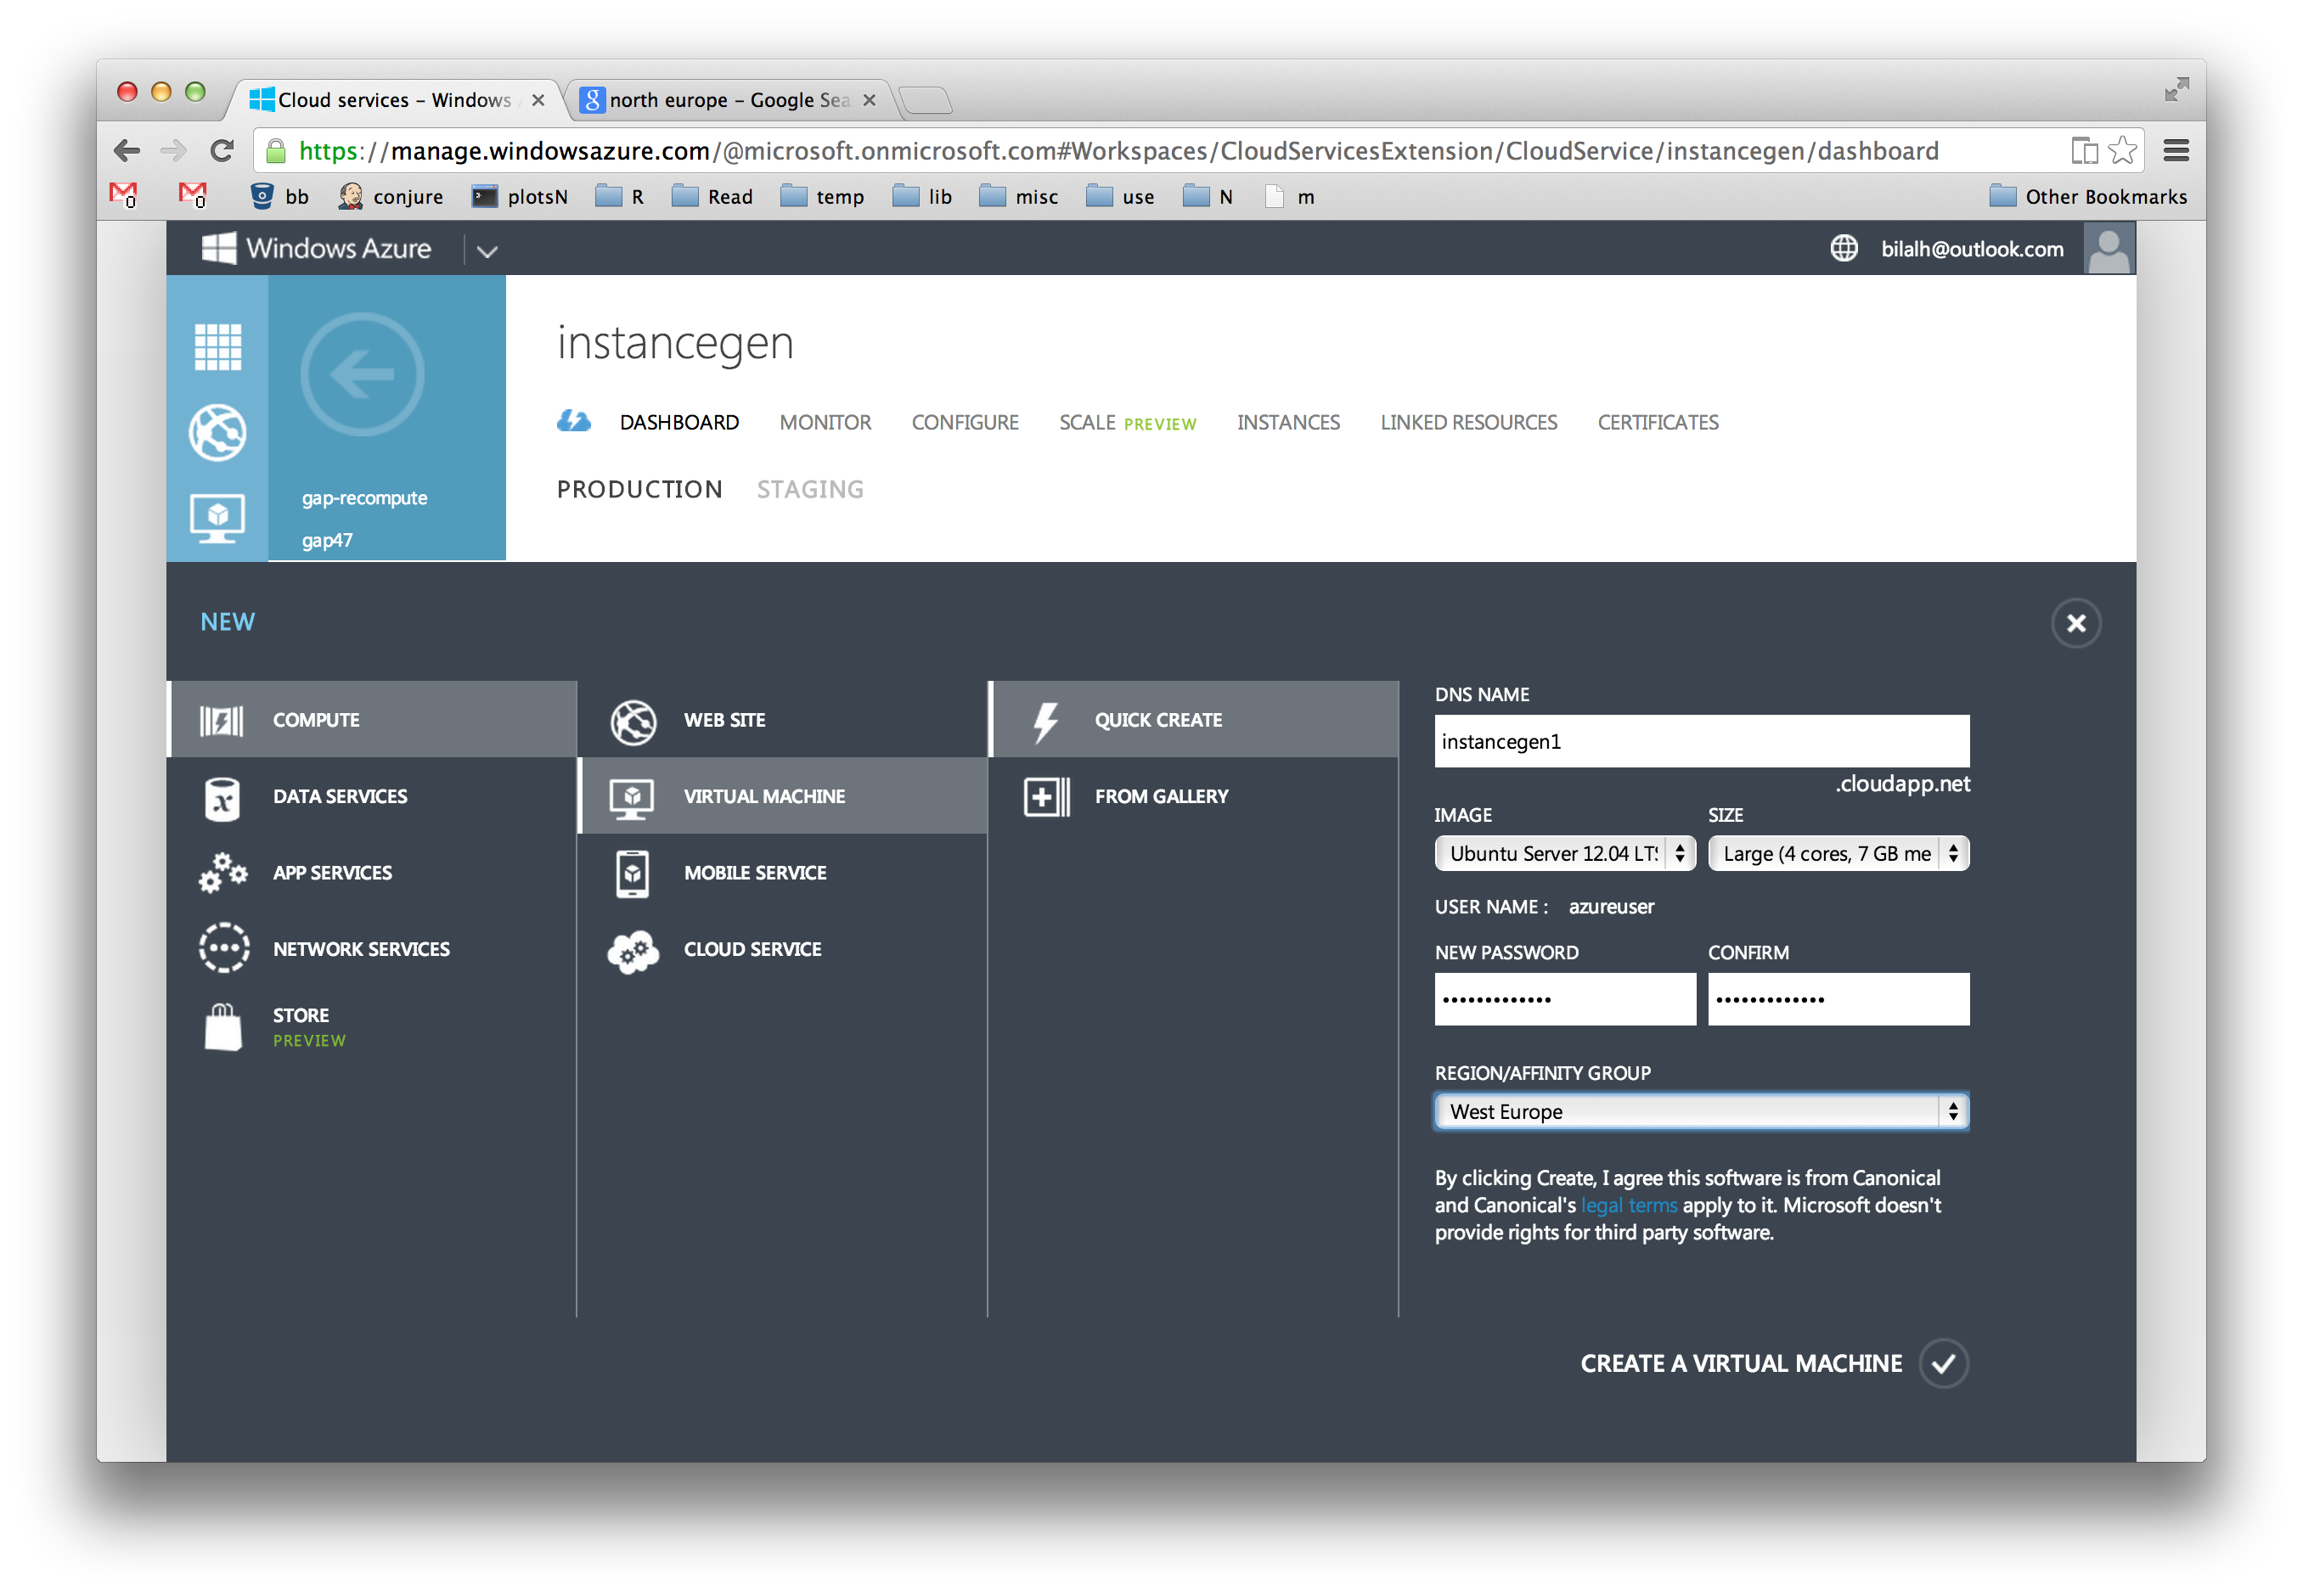 Cloud services – Windows
north europe – Google Sea
https://manage.windowsazure.com/@microsoft.onmicrosoft.com#Workspaces/CloudServicesExtension/CloudService/instancegen/dashboard
0
0
bb
conjure
plotsN
R
Read
temp
lib
misc
use
N
m
Other Bookmarks
Windows Azure
bilalh@outlook.com
instancegen
DASHBOARD
MONITOR
CONFIGURE
SCALE PREVIEW
INSTANCES
LINKED RESOURCES
CERTIFICATES
PRODUCTION
STAGING
gap-recompute
gap47
NEW
COMPUTE
DATA SERVICES
APP SERVICES
NETWORK SERVICES
STORE
PREVIEW
WEB SITE
VIRTUAL MACHINE
MOBILE SERVICE
CLOUD SERVICE
QUICK CREATE
FROM GALLERY
DNS NAME
instancegen1
.cloudapp.net
IMAGE
SIZE
Ubuntu Server 12.04 LTS
Large (4 cores, 7 GB me
USER NAME : azureuser
NEW PASSWORD
CONFIRM
•••••••••••••
•••••••••••••
REGION/AFFINITY GROUP
West Europe
By clicking Create, I agree this software is from Canonical
and Canonical's legal terms apply to it. Microsoft doesn't
provide rights for third party software.
CREATE A VIRTUAL MACHINE